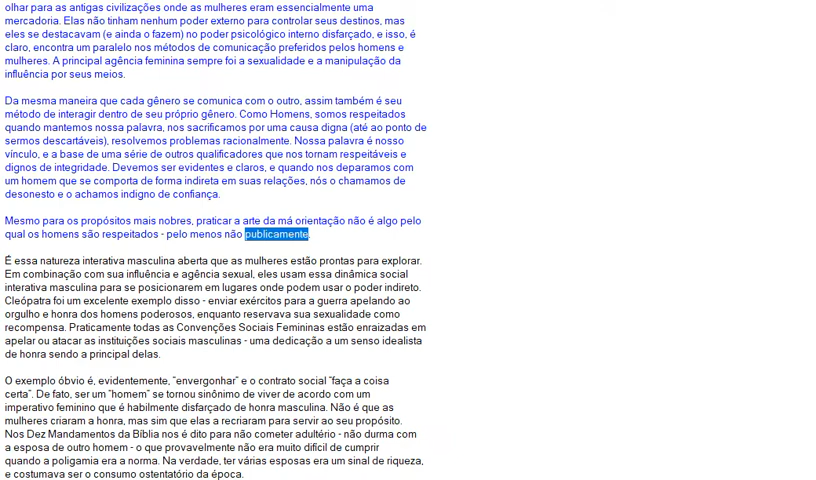 olhar para as antigas civilizações onde as mulheres eram essencialmente uma
mercadoria. Elas não tinham nenhum poder externo para controlar seus destinos, mas
eles se destacavam (e ainda o fazem) no poder psicológico interno disfarçado, e isso, é
claro, encontra um paralelo nos métodos de comunicação preferidos pelos homens e
mulheres. A principal agência feminina sempre foi a sexualidade e a manipulação da
influência por seus meios.

Da mesma maneira que cada gênero se comunica com o outro, assim também é seu
método de interagir dentro de seu próprio gênero. Como Homens, somos respeitados
quando mantemos nossa palavra, nos sacrificamos por uma causa digna (até ao ponto de
sermos descartáveis), resolvemos problemas racionalmente. Nossa palavra é nosso
vínculo, e a base de uma série de outros qualificadores que nos tornam respeitáveis e
dignos de integridade. Devemos ser evidentes e claros, e quando nos deparamos com
um homem que se comporta de forma indireta em suas relações, nós o chamamos de
desonesto e o achamos indigno de confiança.

Mesmo para os propósitos mais nobres, praticar a arte da má orientação não é algo pelo
qual os homens são respeitados - pelo menos não publicamente.

É essa natureza interativa masculina aberta que as mulheres estão prontas para explorar.
Em combinação com sua influência e agência sexual, eles usam essa dinâmica social
interativa masculina para se posicionarem em lugares onde podem usar o poder indireto.
Cleópatra foi um excelente exemplo disso - enviar exércitos para a guerra apelando ao
orgulho e honra dos homens poderosos, enquanto reservava sua sexualidade como
recompensa. Praticamente todas as Convenções Sociais Femininas estão enraizadas em
apelar ou atacar as instituições sociais masculinas - uma dedicação a um senso idealista
de honra sendo a principal delas.

O exemplo óbvio é, evidentemente, “envergonhar” e o contrato social “faça a coisa
certa”. De fato, ser um “homem” se tornou sinônimo de viver de acordo com um
imperativo feminino que é habilmente disfarçado de honra masculina. Não é que as
mulheres criaram a honra, mas sim que elas a recriaram para servir ao seu propósito.
Nos Dez Mandamentos da Bíblia nos é dito para não cometer adultério - não durma com
a esposa de outro homem - o que provavelmente não era muito difícil de cumprir
quando a poligamia era a norma. Na verdade, ter várias esposas era um sinal de riqueza,
e costumava ser o consumo ostentatório da época.